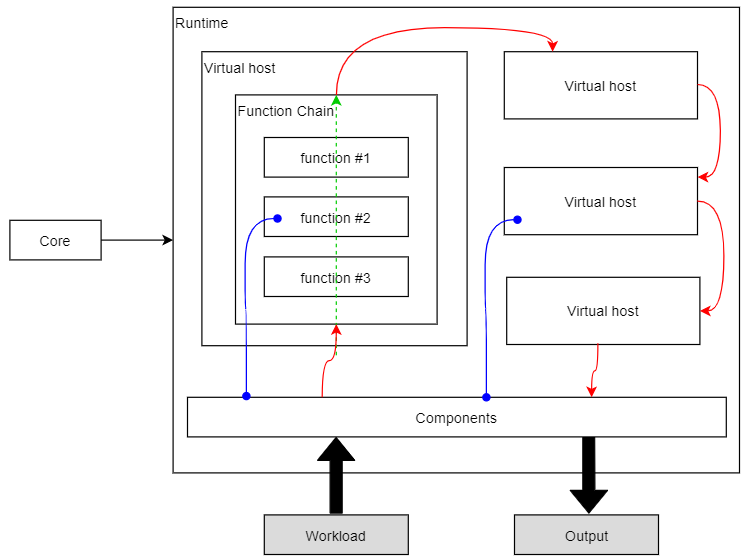 Runtime
Virtual host
Function Chain
function #1
function #2
function #3
Virtual host
Virtual host
Virtual host
Core
Components
Workload
Output